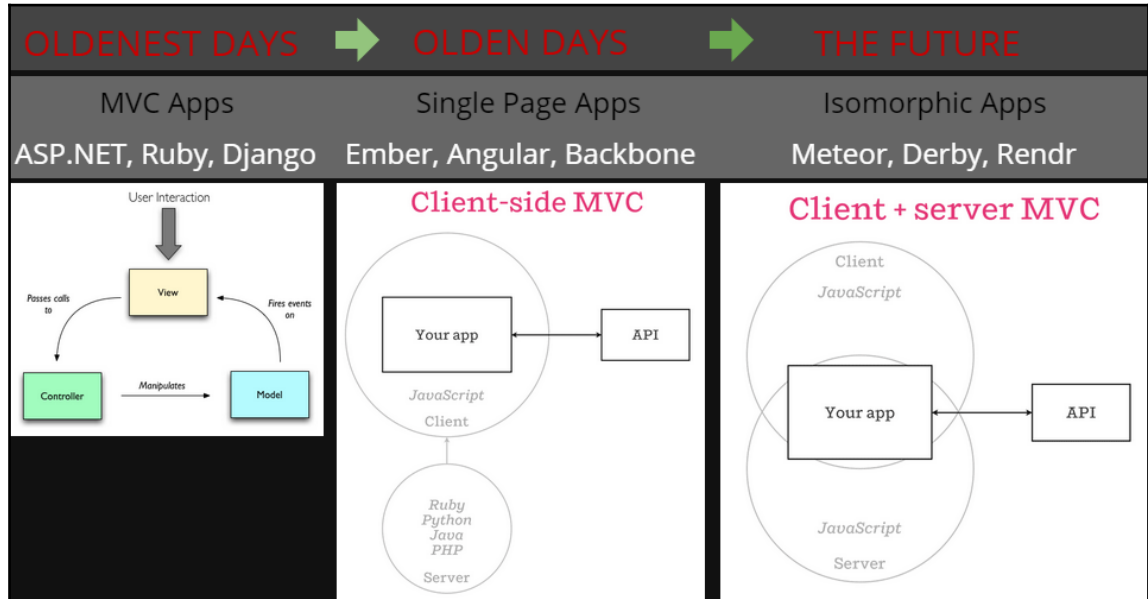 OLDENEST DAYS
OLDEN DAYS
THE FUTURE
MVC Apps
Single Page Apps
Isomorphic Apps
ASP.NET, Ruby, Django
Ember, Angular, Backbone
Meteor, Derby, Rendr
User Interaction
View
Passes calls
to
Fires events
on
Controller
Manipulates
Model
Client-side MVC
Your app
API
JavaScript
Client
Ruby
Python
Java
PHP
Server
Client + server MVC
Client
JavaScript
Your app
API
JavaScript
Server